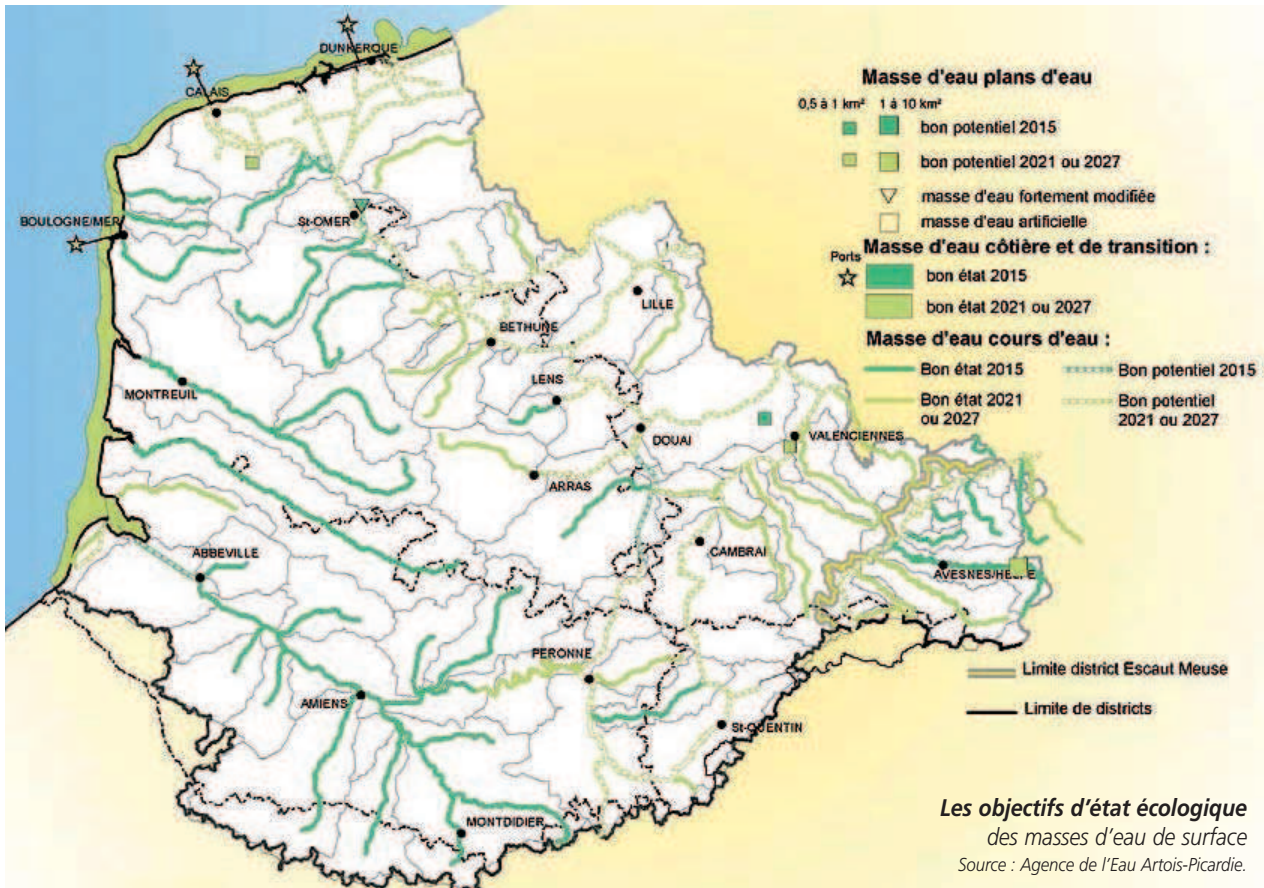 DUNKERQUE
CALAIS
BOULOGNE/MER
St-OMER
LILLE
BETHUNE
LENS
MONTREUIL
DOUAI
VALENCIENNES
ARRAS
CAMBRAI
AVESNES/HELPE
ABBEVILLE
PERONNE
AMIENS
St-QUENTIN
MONTDIDIER
Masse d'eau plans d'eau
0,5 à 1 km² 1 à 10 km²
bon potentiel 2015
bon potentiel 2021 ou 2027
masse d'eau fortement modifiée
masse d'eau artificielle
Masse d'eau côtière et de transition :
Ports
bon état 2015
bon état 2021 ou 2027
Masse d'eau cours d'eau :
Bon état 2015
Bon potentiel 2015
Bon état 2021
ou 2027
Bon potentiel
2021 ou 2027
Limite district Escaut Meuse
Limite de districts
Les objectifs d'état écologique
des masses d'eau de surface
Source : Agence de l'Eau Artois-Picardie.